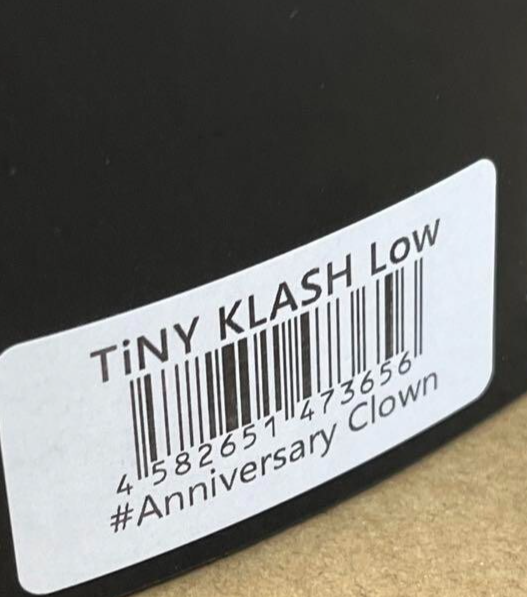 TiNY KLASH Low
4 582651 473656
#Anniversary Clown